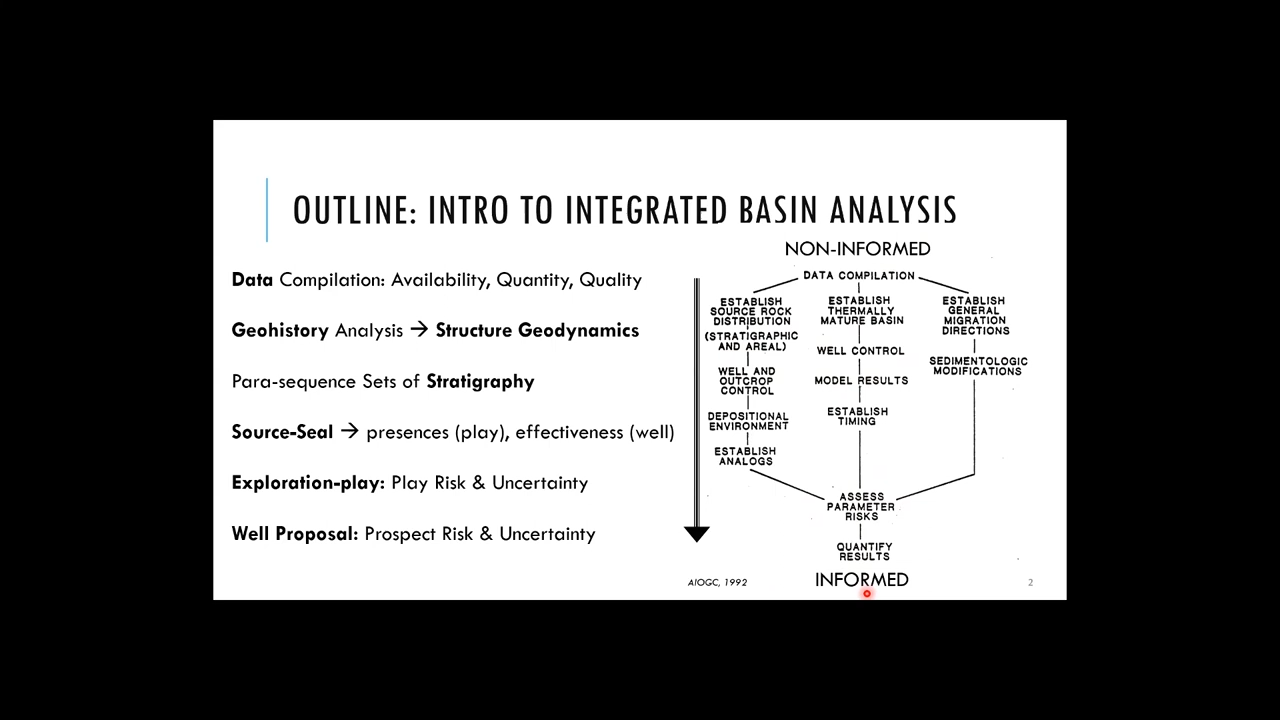 OUTLINE: INTRO TO INTEGRATED BASIN ANALYSIS
Data Compilation: Availability, Quantity, Quality
Geohistory Analysis → Structure Geodynamics
Para-sequence Sets of Stratigraphy
Source-Seal → presences (play), effectiveness (well)
Exploration-play: Play Risk & Uncertainty
Well Proposal: Prospect Risk & Uncertainty
NON-INFORMED
DATA COMPILATION
ESTABLISH
SOURCE ROCK
DISTRIBUTION
(STRATIGRAPHIC
AND AREAL)
WELL AND
OUTCROP
CONTROL
DEPOSITIONAL
ENVIRONMENT
ESTABLISH
ANALOGS
ESTABLISH
THERMALLY
MATURE BASIN
WELL CONTROL
MODEL RESULTS
ESTABLISH
TIMING
ESTABLISH
GENERAL
MIGRATION
DIRECTIONS
SEDIMENTOLOGIC
MODIFICATIONS
ASSESS
PARAMETER
RISKS
QUANTIFY
RESULTS
INFORMED
AIOGC, 1992
2